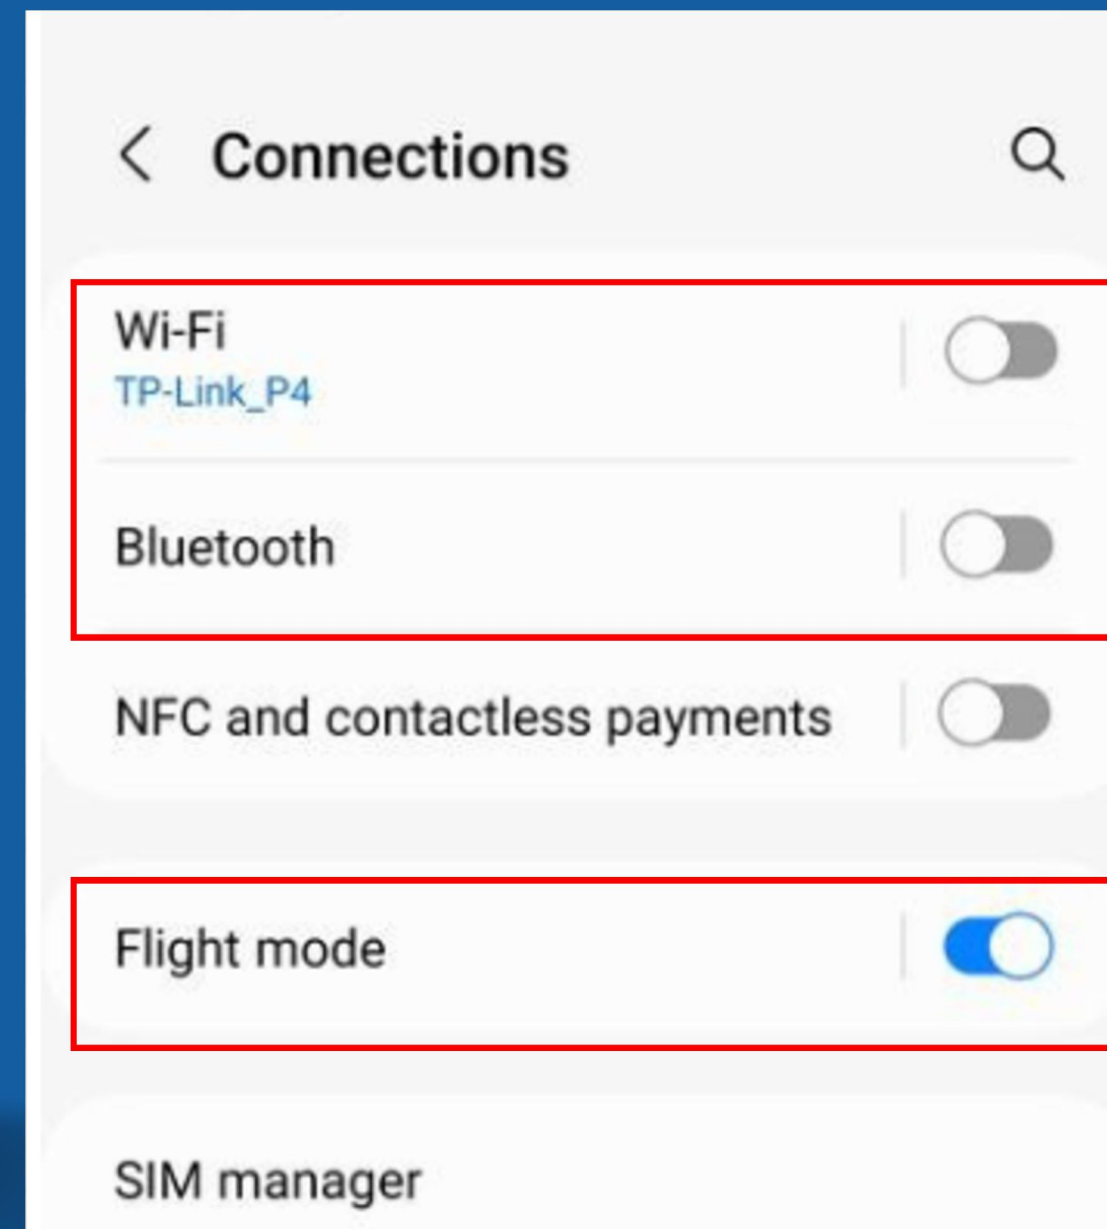 Connections
Wi-Fi
TP-Link_P4
Bluetooth
NFC and contactless payments
Flight mode
SIM manager